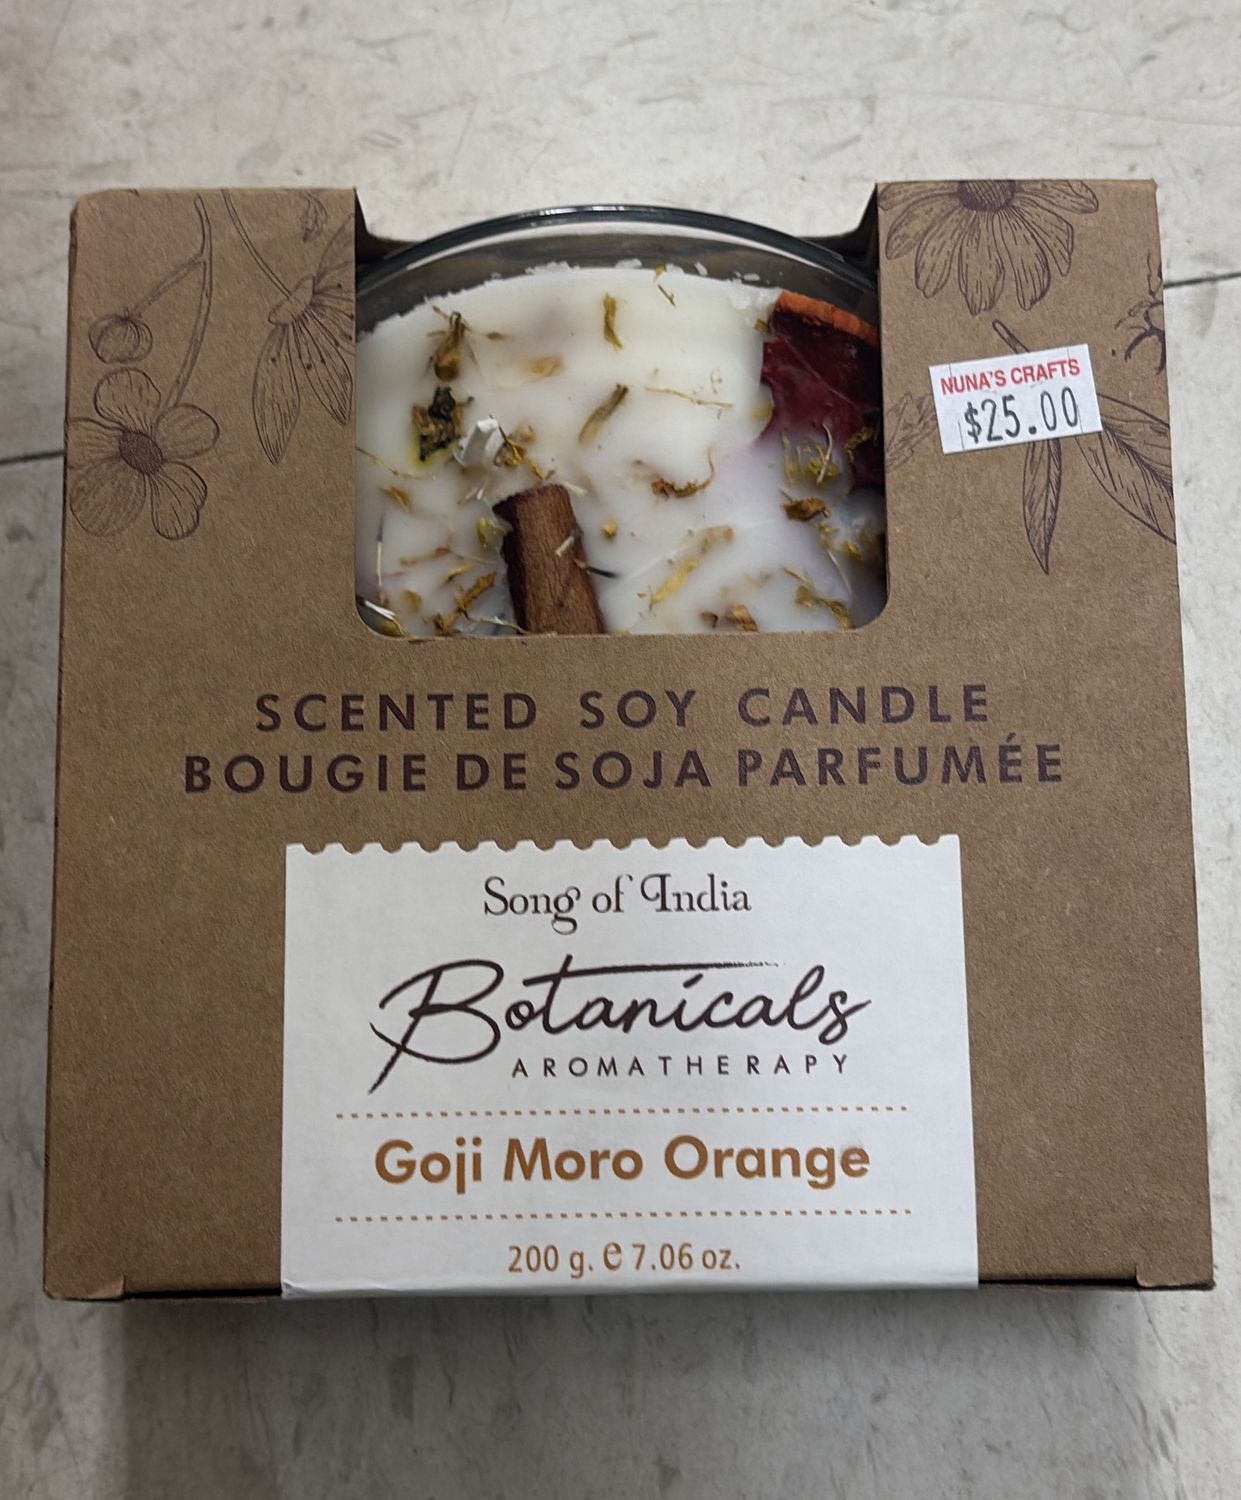 NUNA'S CRAFTS
$25.00
SCENTED SOY CANDLE
BOUGIE DE SOJA PARFUMÉE
Song of India
Botanicals
AROMATHERAPY
Goji Moro Orange
200 g. e 7.06 oz.